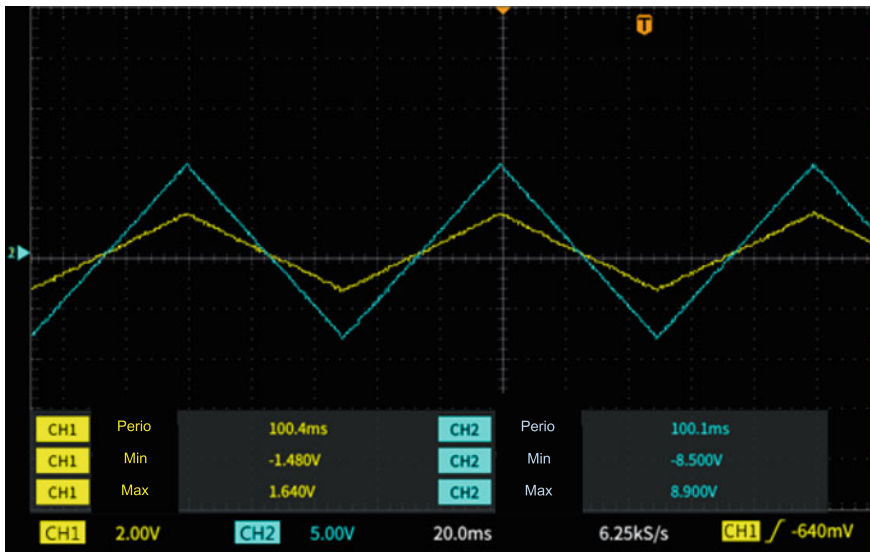 T
2
CH1 Perio 100.4ms CH2 Perio 100.1ms
CH1 Min -1.480V CH2 Min -8.500V
CH1 Max 1.640V CH2 Max 8.900V
CH1 2.00V CH2 5.00V 20.0ms 6.25kS/s CH1 -640mV